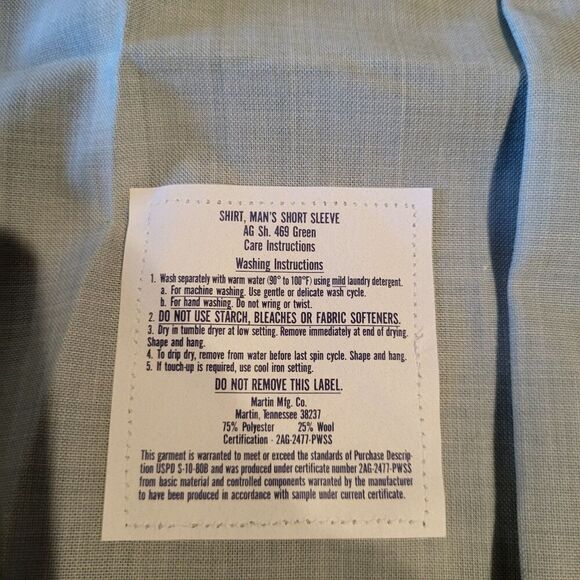 SHIRT, MAN'S SHORT SLEEVE
AG Sh. 469 Green
Care Instructions
Washing Instructions
1. Wash separately with warm water (90° to 100°F) using mild laundry detergent.
a. For machine washing. Use gentle or delicate wash cycle.
b. For hand washing. Do not wring or twist.
2. DO NOT USE STARCH, BLEACHES OR FABRIC SOFTENERS.
3. Dry in tumble dryer at low setting. Remove immediately at end of drying.
Shape and hang.
4. To drip dry, remove from water before last spin cycle. Shape and hang.
5. If touch-up is required, use cool iron setting.
DO NOT REMOVE THIS LABEL.
Martin Mfg. Co.
Martin, Tennessee 38237
75% Polyester 25% Wool
Certification - 2AG-2477-PWSS
This garment is warranted to meet or exceed the standards of Purchase Descrip-
tion USPD S-10-80B and was produced under certificate number 2AG-2477-PWSS
from basic material and controlled components warranted by the manufacturer
to have been produced in accordance with sample under current certificate.